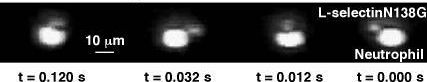 L-selectinN138G
10 μm
Neutrophil
t = 0.120 s t = 0.032 s t = 0.012 s t = 0.000 s